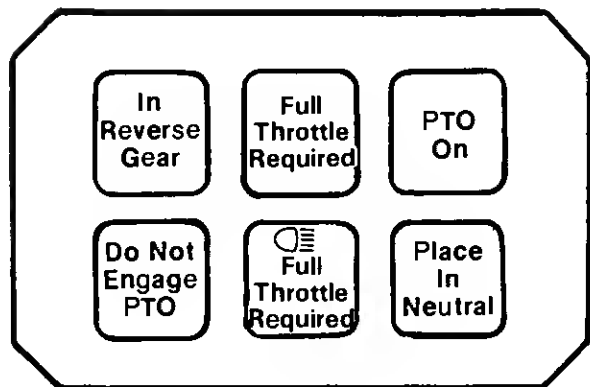 In
Reverse
Gear
Full
Throttle
Required
PTO
On
Do Not
Engage
PTO
Full
Throttle
Required
Place
In
Neutral